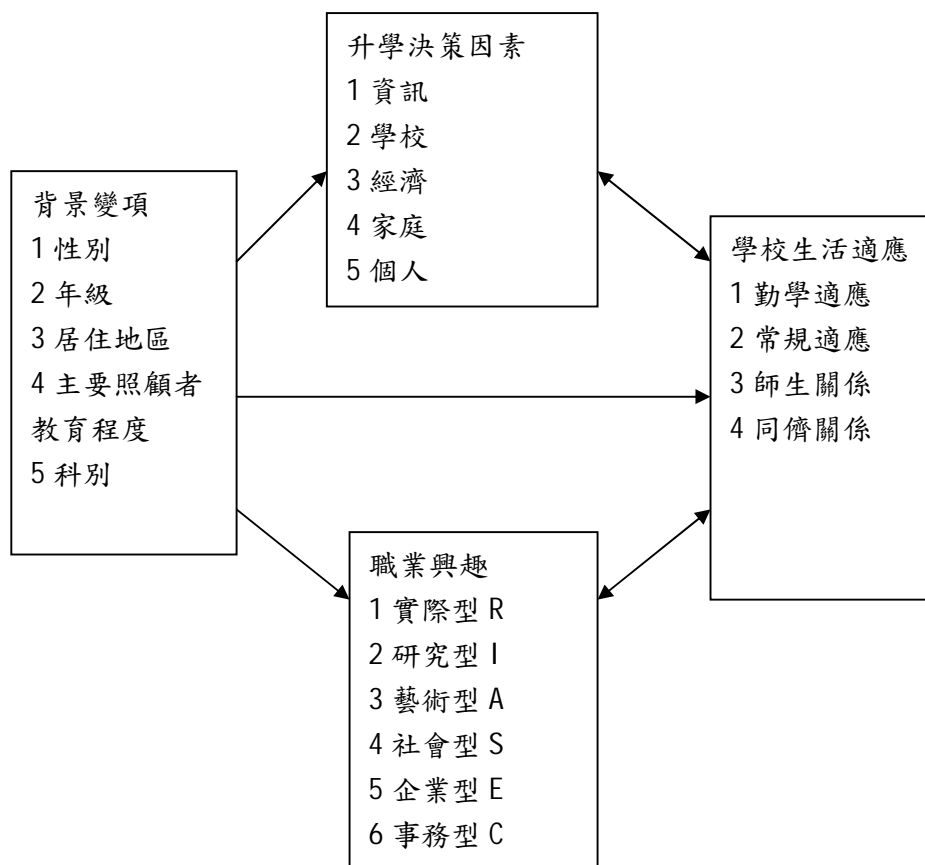 升學決策因素
1 資訊
2 學校
3 經濟
4 家庭
5 個人
背景變項
1 性別
2 年級
3 居住地區
4 主要照顧者
教育程度
5 科別
學校生活適應
1 勤學適應
2 常規適應
3 師生關係
4 同儕關係
職業興趣
1 實際型 R
2 研究型 I
3 藝術型 A
4 社會型 S
5 企業型 E
6 事務型 C